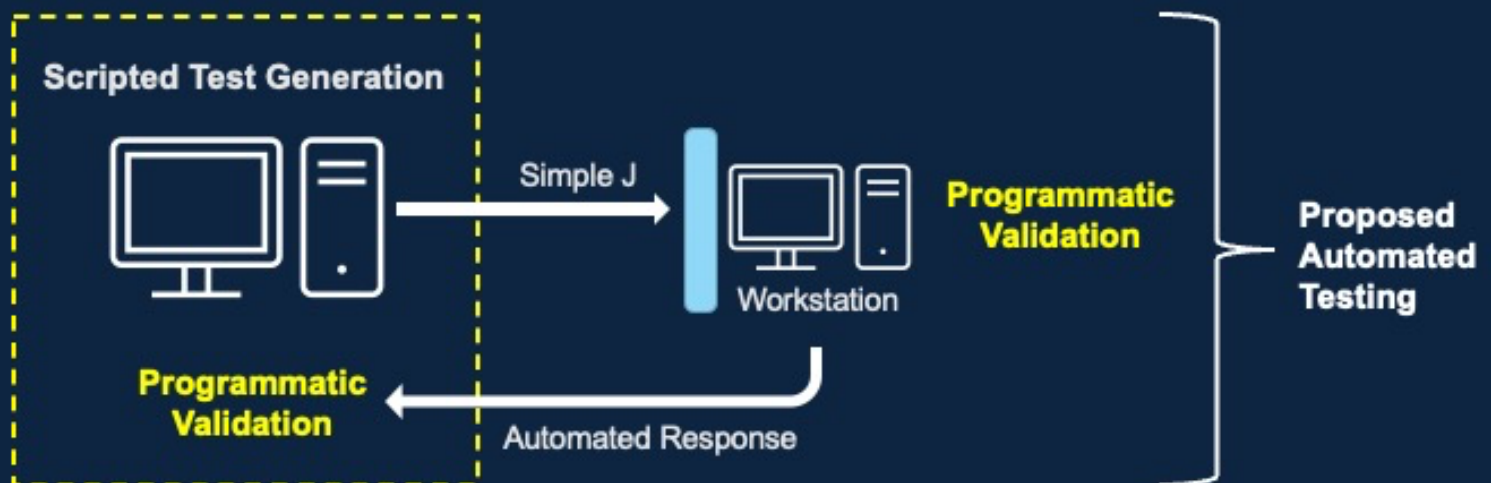 Scripted Test Generation
Simple J
Workstation
Programmatic
Validation
Proposed
Automated
Testing
Programmatic
Validation
Automated Response